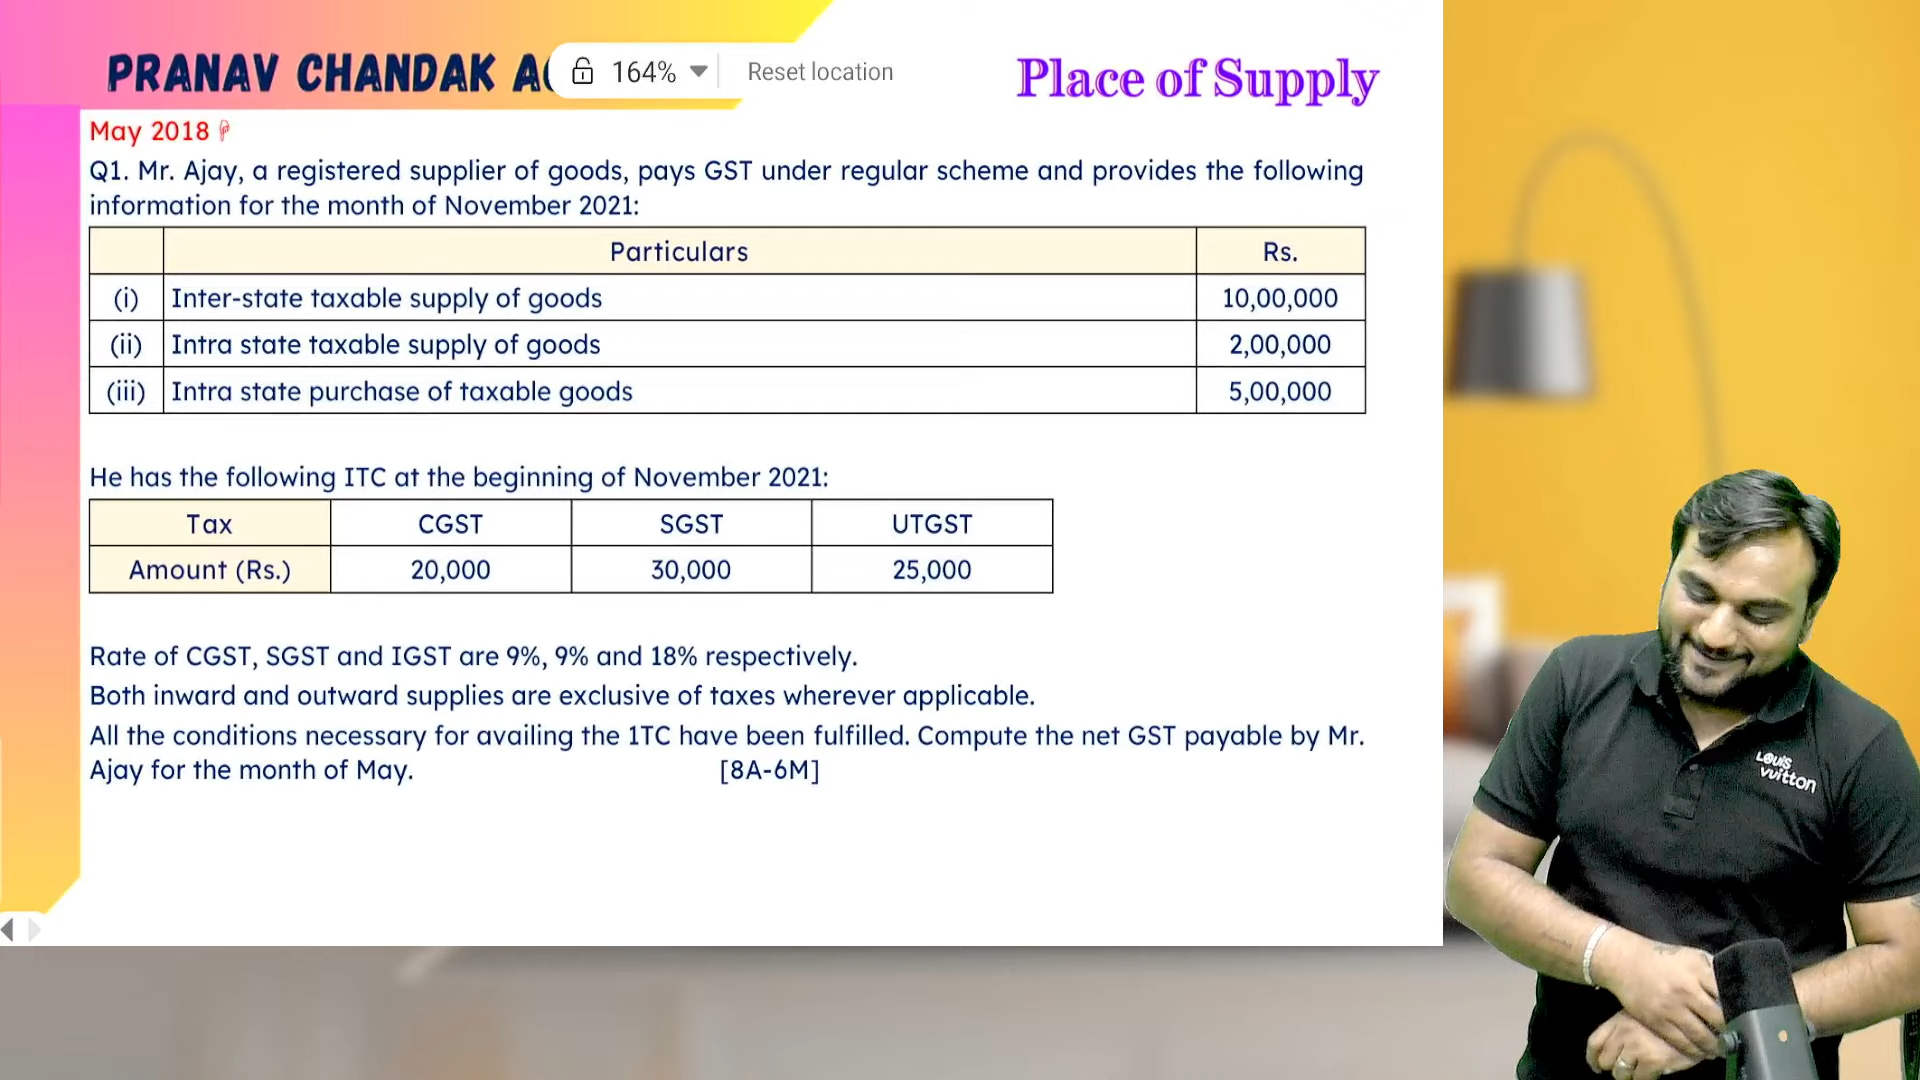 PRANAV CHANDAK
164%
Reset location
Place of Supply
May 2018
Q1. Mr. Ajay, a registered supplier of goods, pays GST under regular scheme and provides the following
information for the month of November 2021:
Particulars Rs.
(i) Inter-state taxable supply of goods 10,00,000
(ii) Intra state taxable supply of goods 2,00,000
(iii) Intra state purchase of taxable goods 5,00,000
He has the following ITC at the beginning of November 2021:
Tax CGST SGST UTGST
Amount (Rs.) 20,000 30,000 25,000
Rate of CGST, SGST and IGST are 9%, 9% and 18% respectively.
Both inward and outward supplies are exclusive of taxes wherever applicable.
All the conditions necessary for availing the 1TC have been fulfilled. Compute the net GST payable by Mr.
Ajay for the month of May. [8A-6M]
Louis
Vuitton